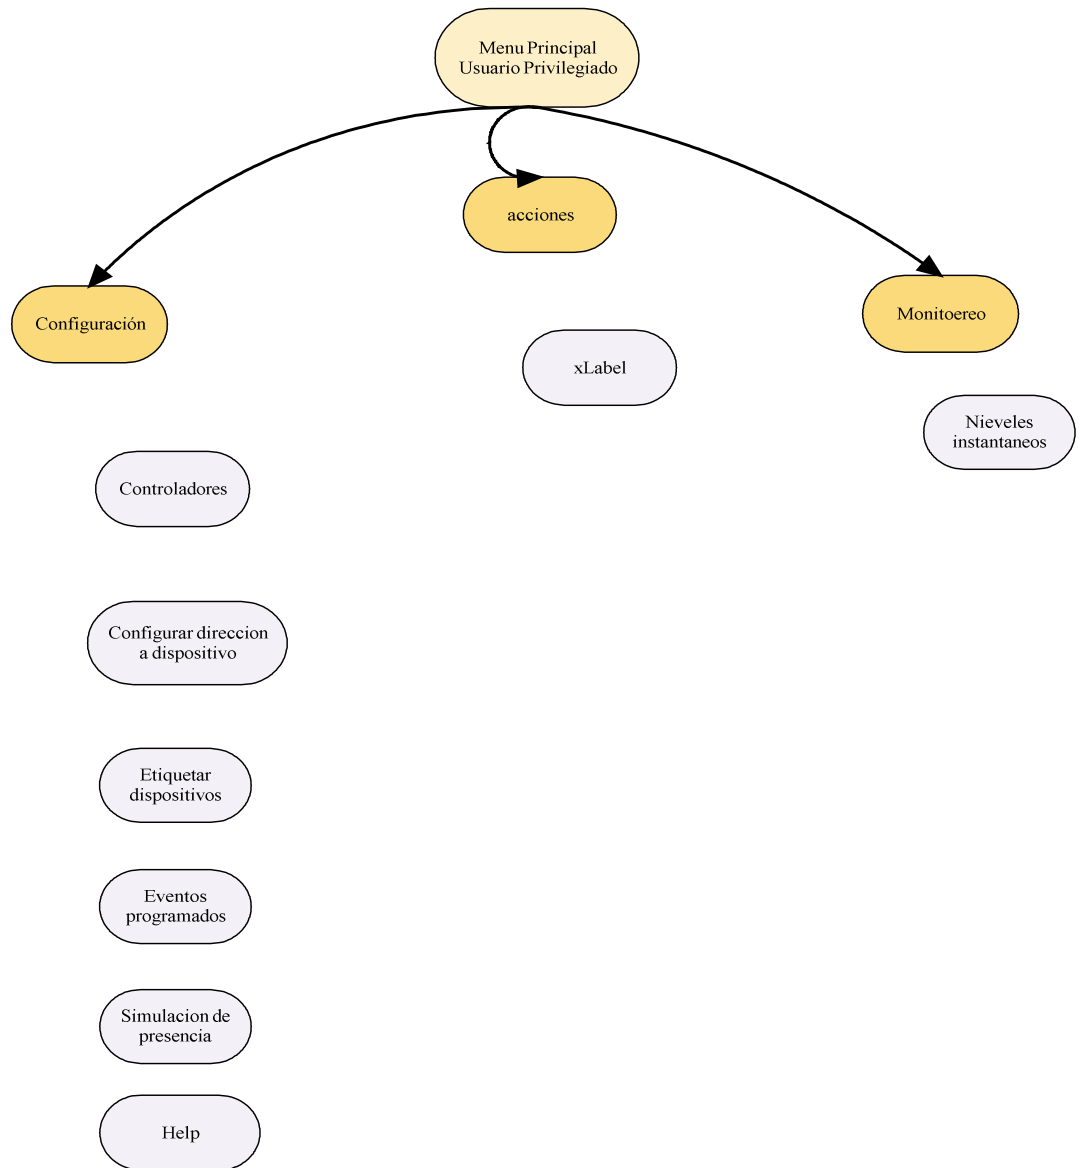 Menu Principal
Usuario Privilegiado
acciones
Configuración
Monitoereo
xLabel
Nieveles
instantaneos
Controladores
Configurar direccion
a dispositivo
Etiquetar
dispositivos
Eventos
programados
Simulacion de
presencia
Help